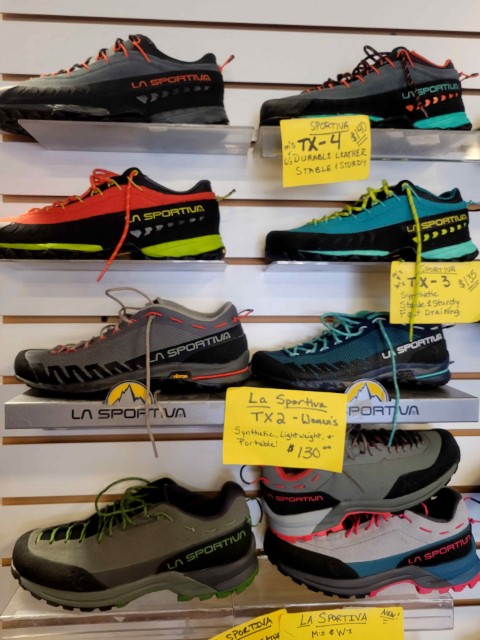 LA SPORTIVA
LA SPORTIVA
SPORTIVA
TX-4
DURABLE LEATHER
STABLE & STURDY
LA SPORTIVA
LA SPORTIVA
SPORTIVA
TX-3
$135
Synthetic
Stable & Sturdy
Fast Draining
LA SPORTIVA
LA SPORTIVA
LA SPORTIVA
La Sportiva
TX2 - Women's
Synthetic, Lightweight, &
Portable!
$130
LA SPORTIVA
LA SPORTIVA
LA SPORTIVA
SPORTIVA
LA SPORTIVA
NEW!
M's & W's